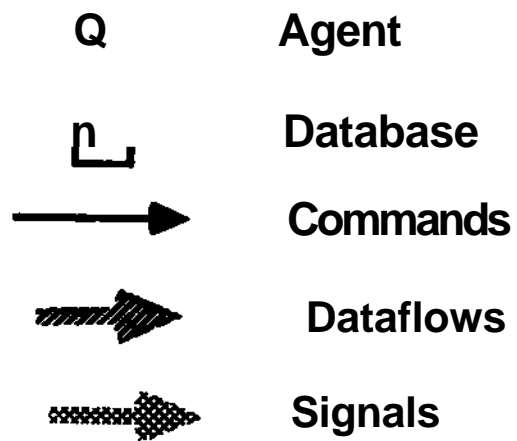 Q Agent
n Database
Commands
Dataflows
Signals